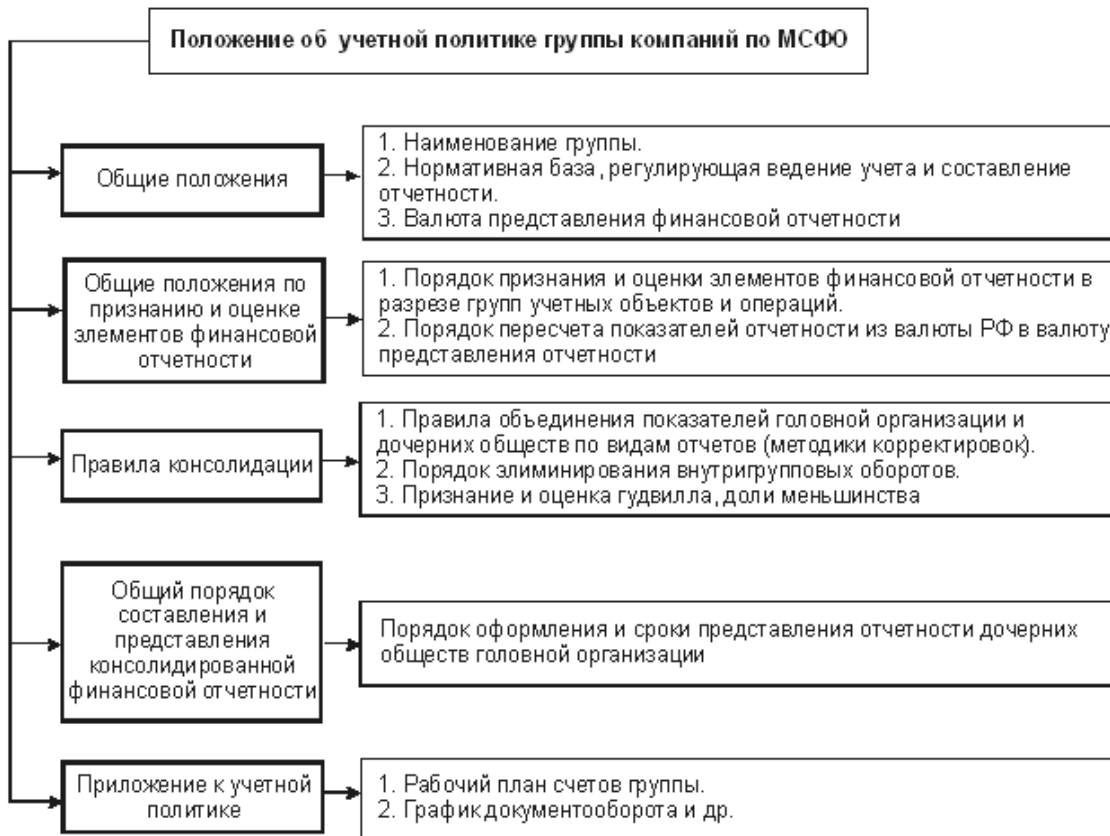 Положение об учетной политике группы компаний по МСФО
Общие положения
1. Наименование группы.
2. Нормативная база, регулирующая ведение учета и составление
отчетности.
3. Валюта представления финансовой отчетности
Общие положения по
признанию и оценке
элементов финансовой
отчетности
1. Порядок признания и оценки элементов финансовой отчетности в
разрезе групп учетных объектов и операций.
2. Порядок пересчета показателей отчетности из валюты РФ в валюту
представления отчетности
Правила консолидации
1. Правила объединения показателей головной организации и
дочерних обществ по видам отчетов (методики корректировок).
2. Порядок элиминирования внутригрупповых оборотов.
3. Признание и оценка гудвилла, доли меньшинства
Общий порядок
составления и
представления
консолидированной
финансовой отчетности
Порядок оформления и сроки представления отчетности дочерних
обществ головной организации
Приложение к учетной
политике
1. Рабочий план счетов группы.
2. График документооборота и др.